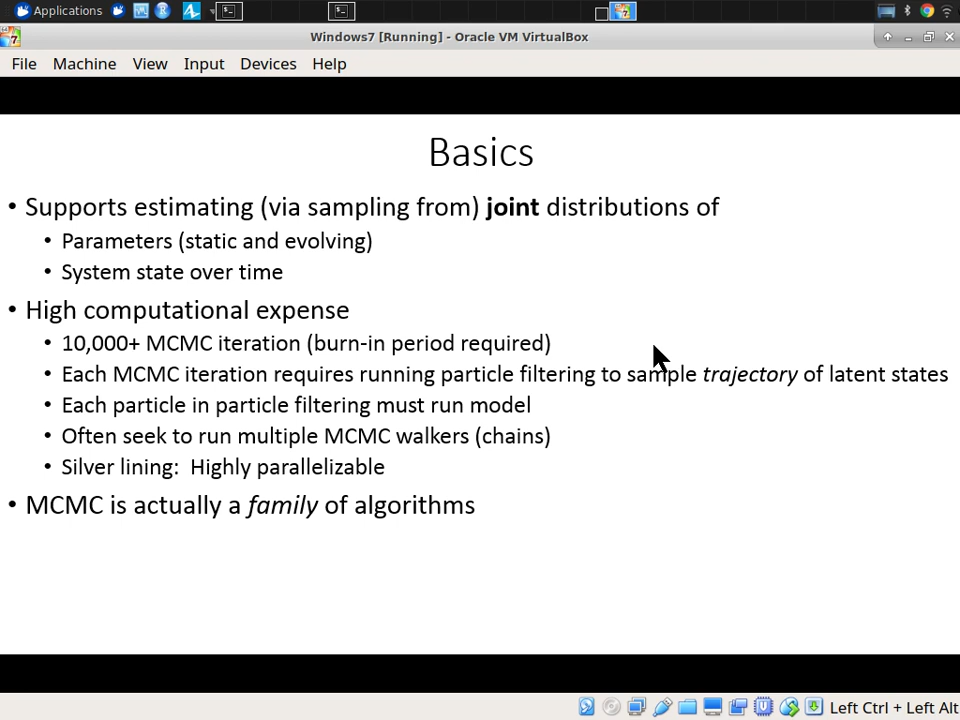 Applications
Windows7 [Running] - Oracle VM VirtualBox
File Machine View Input Devices Help
Basics
• Supports estimating (via sampling from) joint distributions of
• Parameters (static and evolving)
• System state over time
• High computational expense
• 10,000+ MCMC iteration (burn-in period required)
• Each MCMC iteration requires running particle filtering to sample trajectory of latent states
• Each particle in particle filtering must run model
• Often seek to run multiple MCMC walkers (chains)
• Silver lining: Highly parallelizable
• MCMC is actually a family of algorithms
Left Ctrl + Left Alt